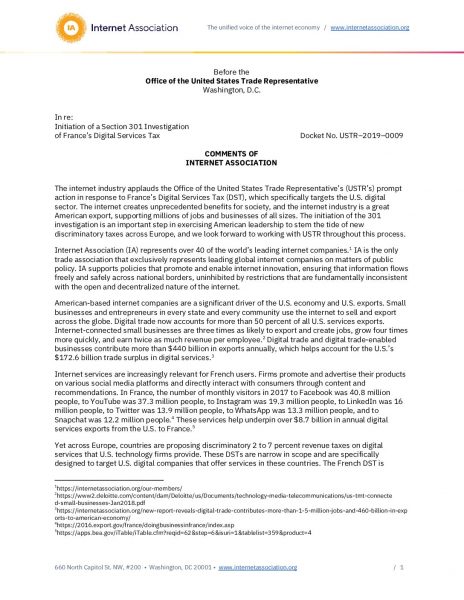 IA Internet Association
The unified voice of the internet economy / www.internetassociation.org
Before the
Office of the United States Trade Representative
Washington, D.C.
In re:
Initiation of a Section 301 Investigation
of France's Digital Services Tax Docket No. USTR–2019–0009
COMMENTS OF
INTERNET ASSOCIATION
The internet industry applauds the Office of the United States Trade Representative's (USTR's) prompt
action in response to France's Digital Services Tax (DST), which specifically targets the U.S. digital
sector. The internet creates unprecedented benefits for society, and the internet industry is a great
American export, supporting millions of jobs and businesses of all sizes. The initiation of the 301
investigation is an important step in exercising American leadership to stem the tide of new
discriminatory taxes across Europe, and we look forward to working with USTR throughout this process.
Internet Association (IA) represents over 40 of the world's leading internet companies.¹ IA is the only
trade association that exclusively represents leading global internet companies on matters of public
policy. IA supports policies that promote and enable internet innovation, ensuring that information flows
freely and safely across national borders, uninhibited by restrictions that are fundamentally inconsistent
with the open and decentralized nature of the internet.
American-based internet companies are a significant driver of the U.S. economy and U.S. exports. Small
businesses and entrepreneurs in every state and every community use the internet to sell and export
across the globe. Digital trade now accounts for more than 50 percent of all U.S. services exports.
Internet-connected small businesses are three times as likely to export and create jobs, grow four times
more quickly, and earn twice as much revenue per employee.² Digital trade and digital trade-enabled
businesses contribute more than $440 billion in exports annually, which helps account for the U.S.'s
$172.6 billion trade surplus in digital services.³
Internet services are increasingly relevant for French users. Firms promote and advertise their products
on various social media platforms and directly interact with consumers through content and
recommendations. In France, the number of monthly visitors in 2017 to Facebook was 40.8 million
people, to YouTube was 37.3 million people, to Instagram was 19.3 million people, to LinkedIn was 16
million people, to Twitter was 13.9 million people, to WhatsApp was 13.3 million people, and to
Snapchat was 12.2 million people.⁴ These services help underpin over $8.7 billion in annual digital
services exports from the U.S. to France.⁵
Yet across Europe, countries are proposing discriminatory 2 to 7 percent revenue taxes on digital
services that U.S. technology firms provide. These DSTs are narrow in scope and are specifically
designed to target U.S. digital companies that offer services in these countries. The French DST is
¹https://internetassociation.org/our-members/
²https://www2.deloitte.com/content/dam/Deloitte/us/Documents/technology-media-telecommunications/us-tmt-connecte
d-small-businesses-Jan2018.pdf
³https://internetassociation.org/new-report-reveals-digital-trade-contributes-more-than-1-5-million-jobs-and-460-billion-in-exp
orts-to-american-economy/
⁴https://2016.export.gov/france/doingbusinessinfrance/index.asp
⁵https://apps.bea.gov/iTable/iTable.cfm?reqid=62&step=6&isuri=1&tablelist=359&product=4
660 North Capitol St. NW, #200 • Washington, DC 20001 • www.internetassociation.org / 1